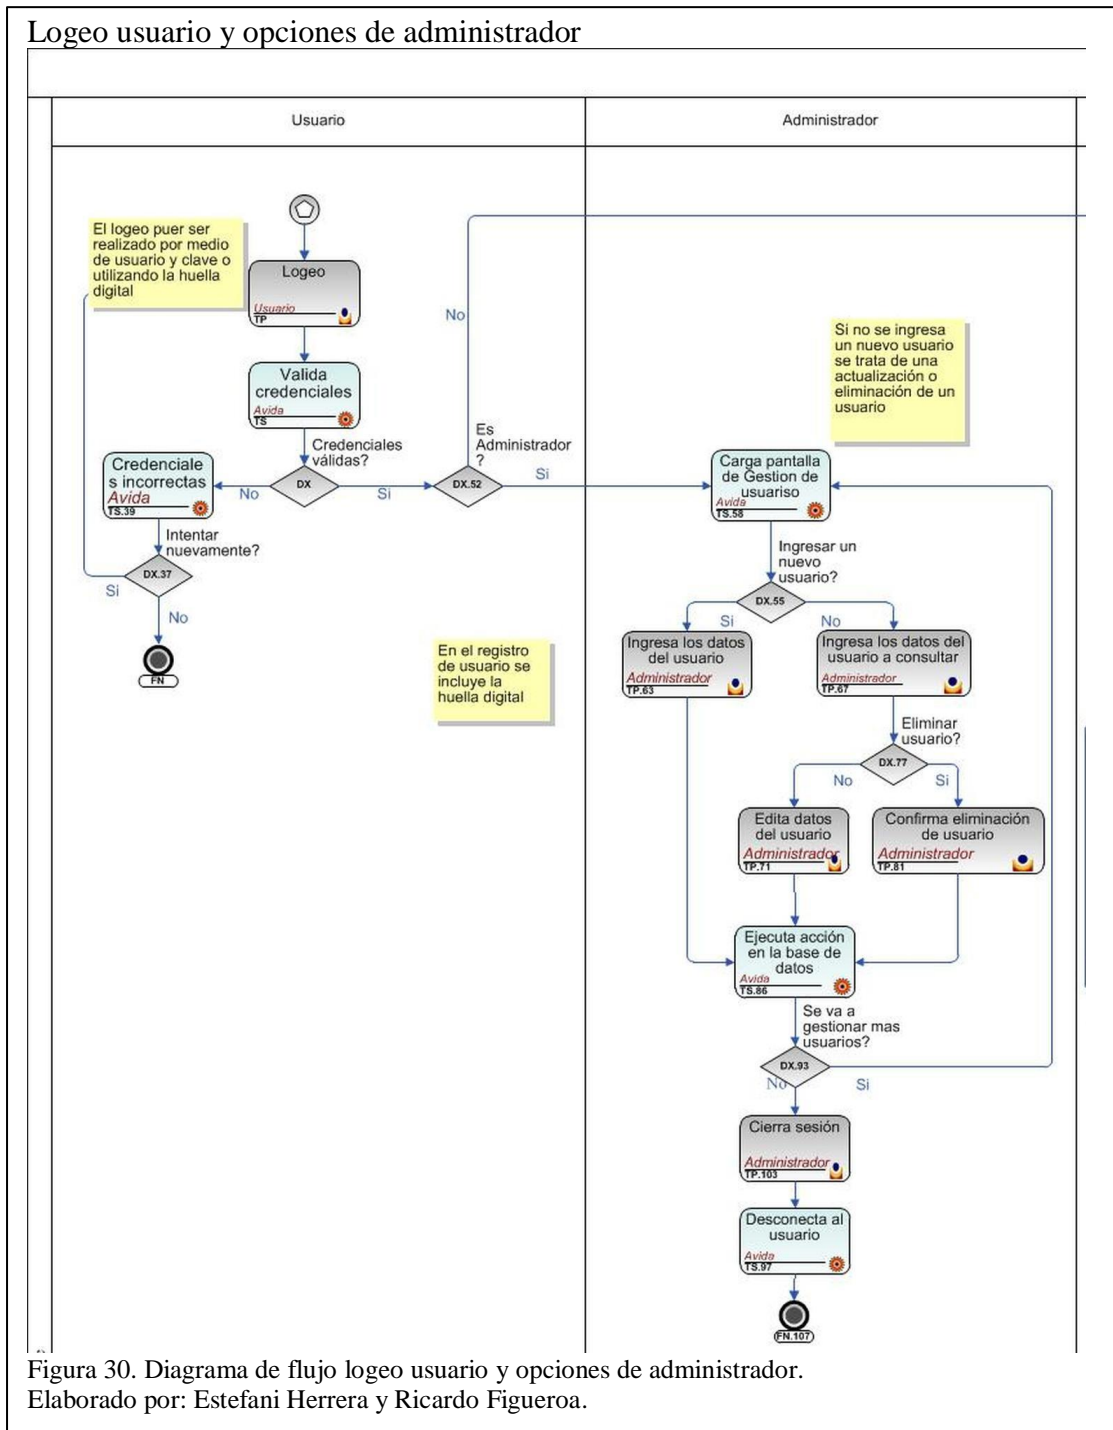 Logeo usuario y opciones de administrador
Usuario
Administrador
El logeo puer ser
realizado por medio
de usuario y clave o
utilizando la huella
digital
Logeo
Usuario
TP
Valida
credenciales
Avida
TS
Credenciales
válidas?
DX
No
Si
Credenciale
s incorrectas
Avida
TS.39
Intentar
nuevamente?
DX.37
Si
No
FN
Es
Administrador
?
DX.52
No
Si
En el registro
de usuario se
incluye la
huella digital
Si no se ingresa
un nuevo usuario
se trata de una
actualización o
eliminación de un
usuario
Carga pantalla
de Gestion de
usuariso
Avida
TS.58
Ingresar un
nuevo
usuario?
DX.55
Si
No
Ingresa los datos
del usuario
Administrador
TP.63
Ingresa los datos del
usuario a consultar
Administrador
TP.67
Eliminar
usuario?
DX.77
No
Si
Edita datos
del usuario
Administrador
TP.71
Confirma eliminación
de usuario
Administrador
TP.81
Ejecuta acción
en la base de
datos
Avida
TS.86
Se va a
gestionar mas
usuarios?
DX.93
No
Si
Cierra sesión
Administrador
TP.103
Desconecta al
usuario
Avida
TS.97
FN.107
Figura 30. Diagrama de flujo logeo usuario y opciones de administrador.
Elaborado por: Estefani Herrera y Ricardo Figueroa.